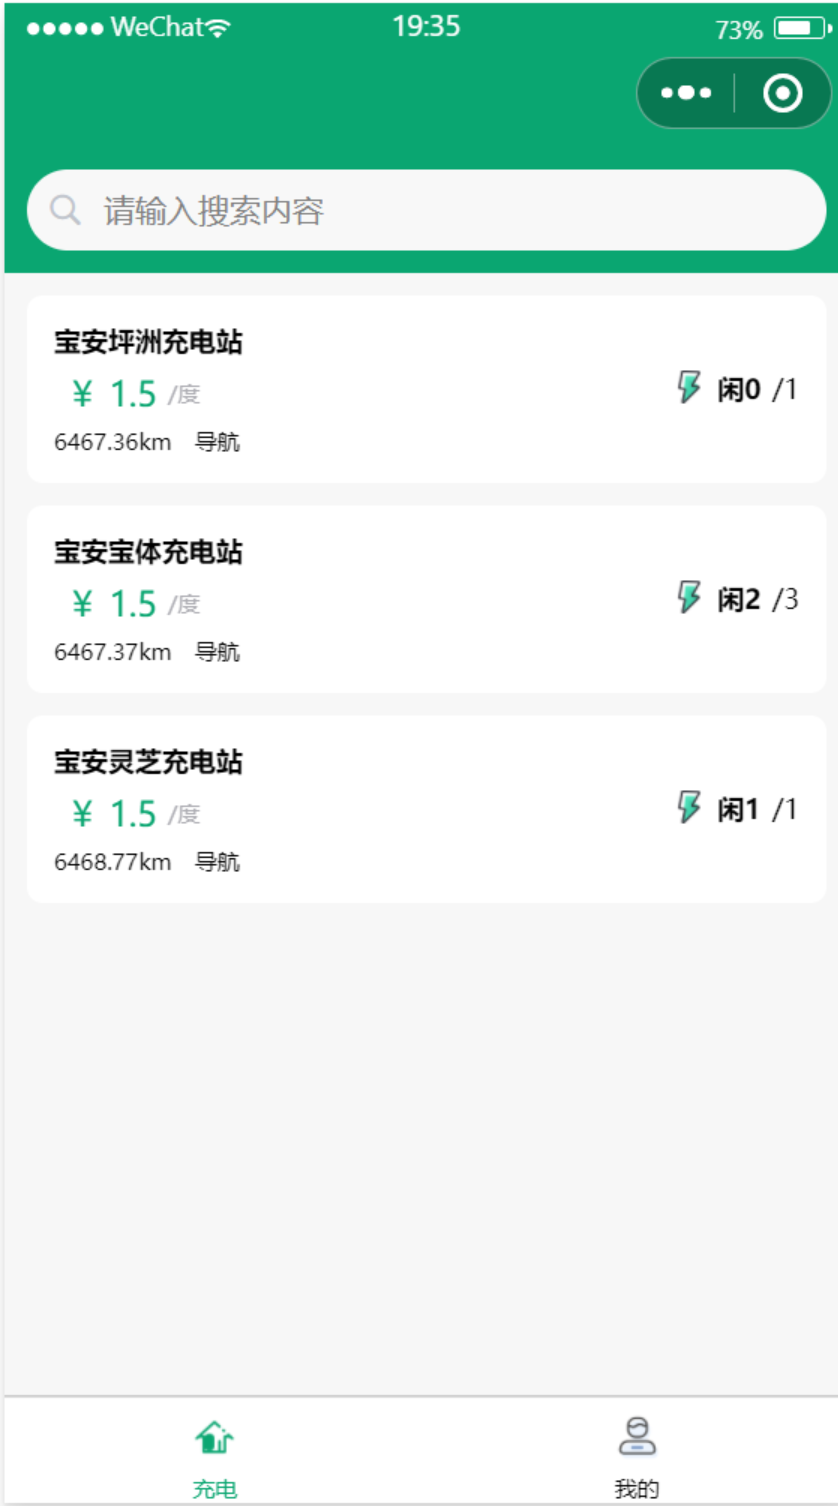 WeChat 19:35 73%
请输入搜索内容
宝安坪洲充电站
¥ 1.5 /度
闲0 /1
6467.36km 导航
宝安宝体充电站
¥ 1.5 /度
闲2 /3
6467.37km 导航
宝安灵芝充电站
¥ 1.5 /度
闲1 /1
6468.77km 导航
充电 我的